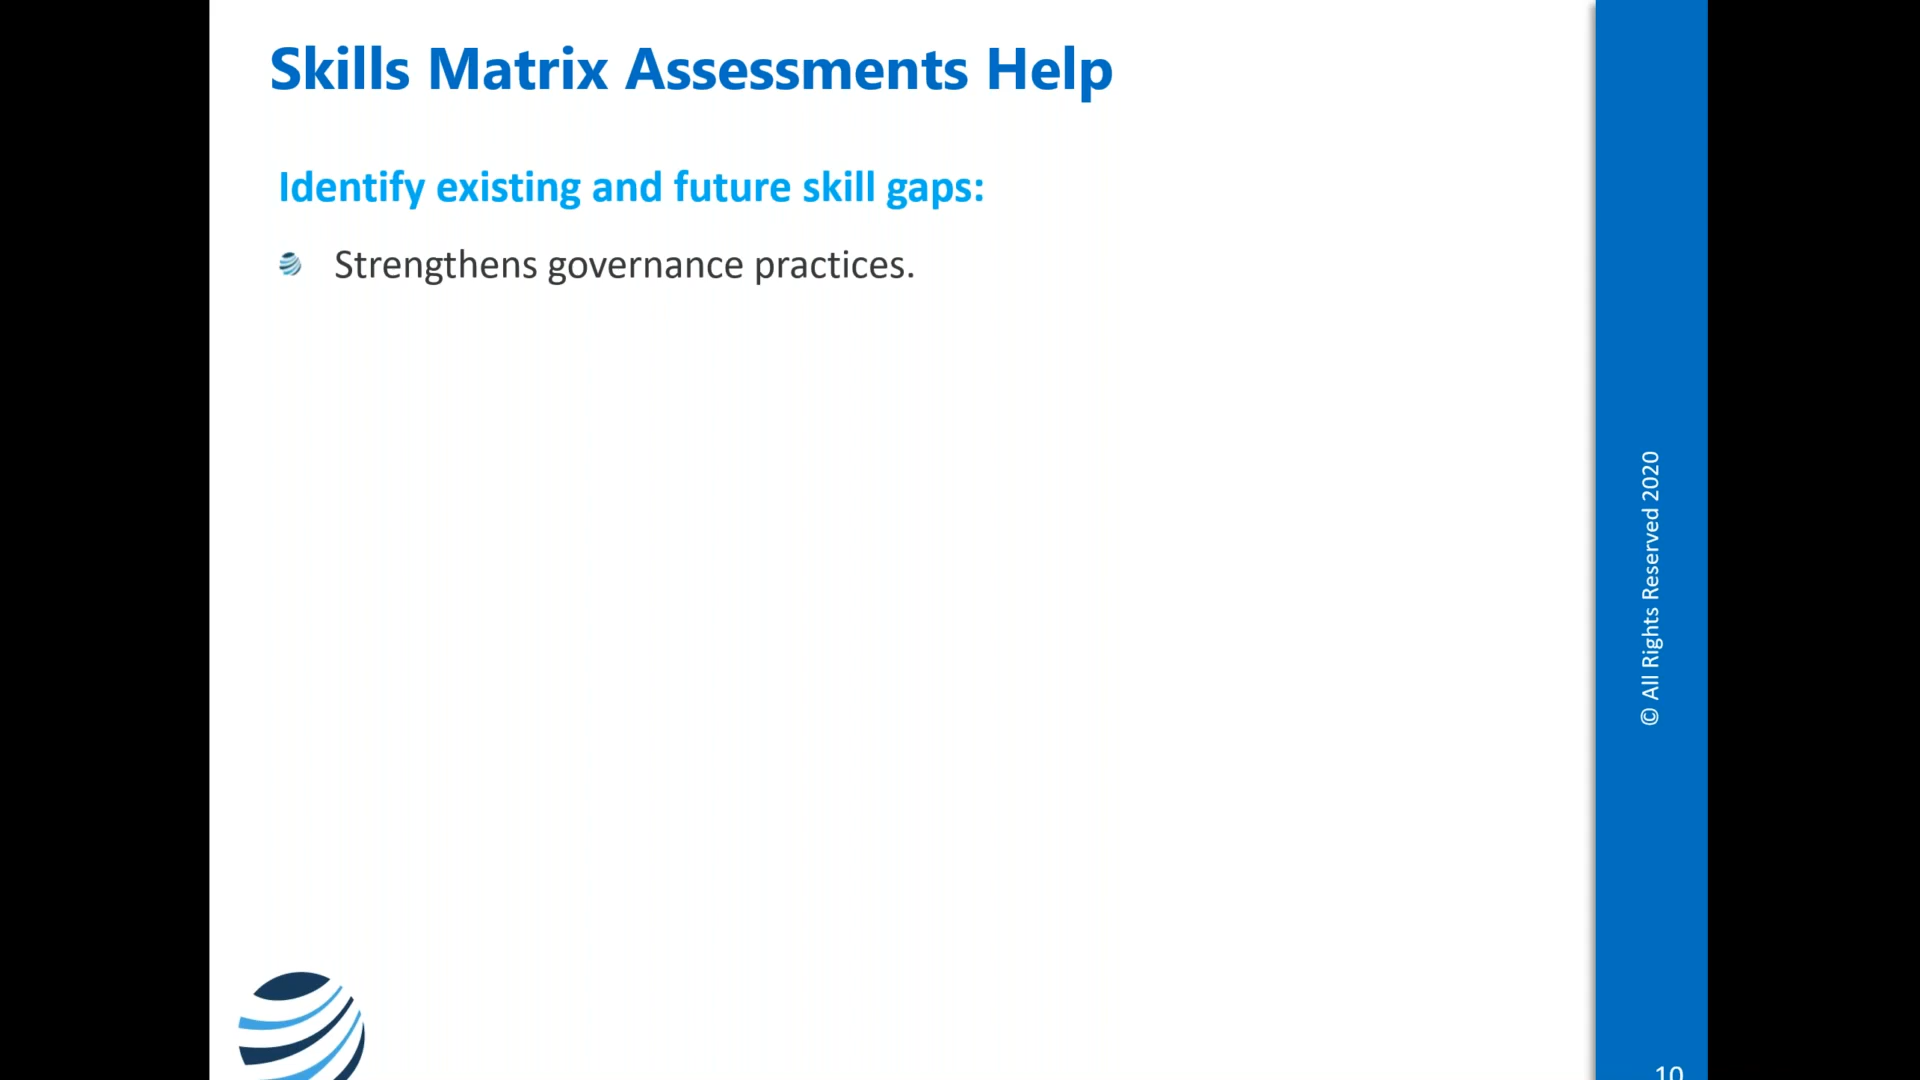 Skills Matrix Assessments Help
Identify existing and future skill gaps:
Strengthens governance practices.
© All Rights Reserved 2020
10